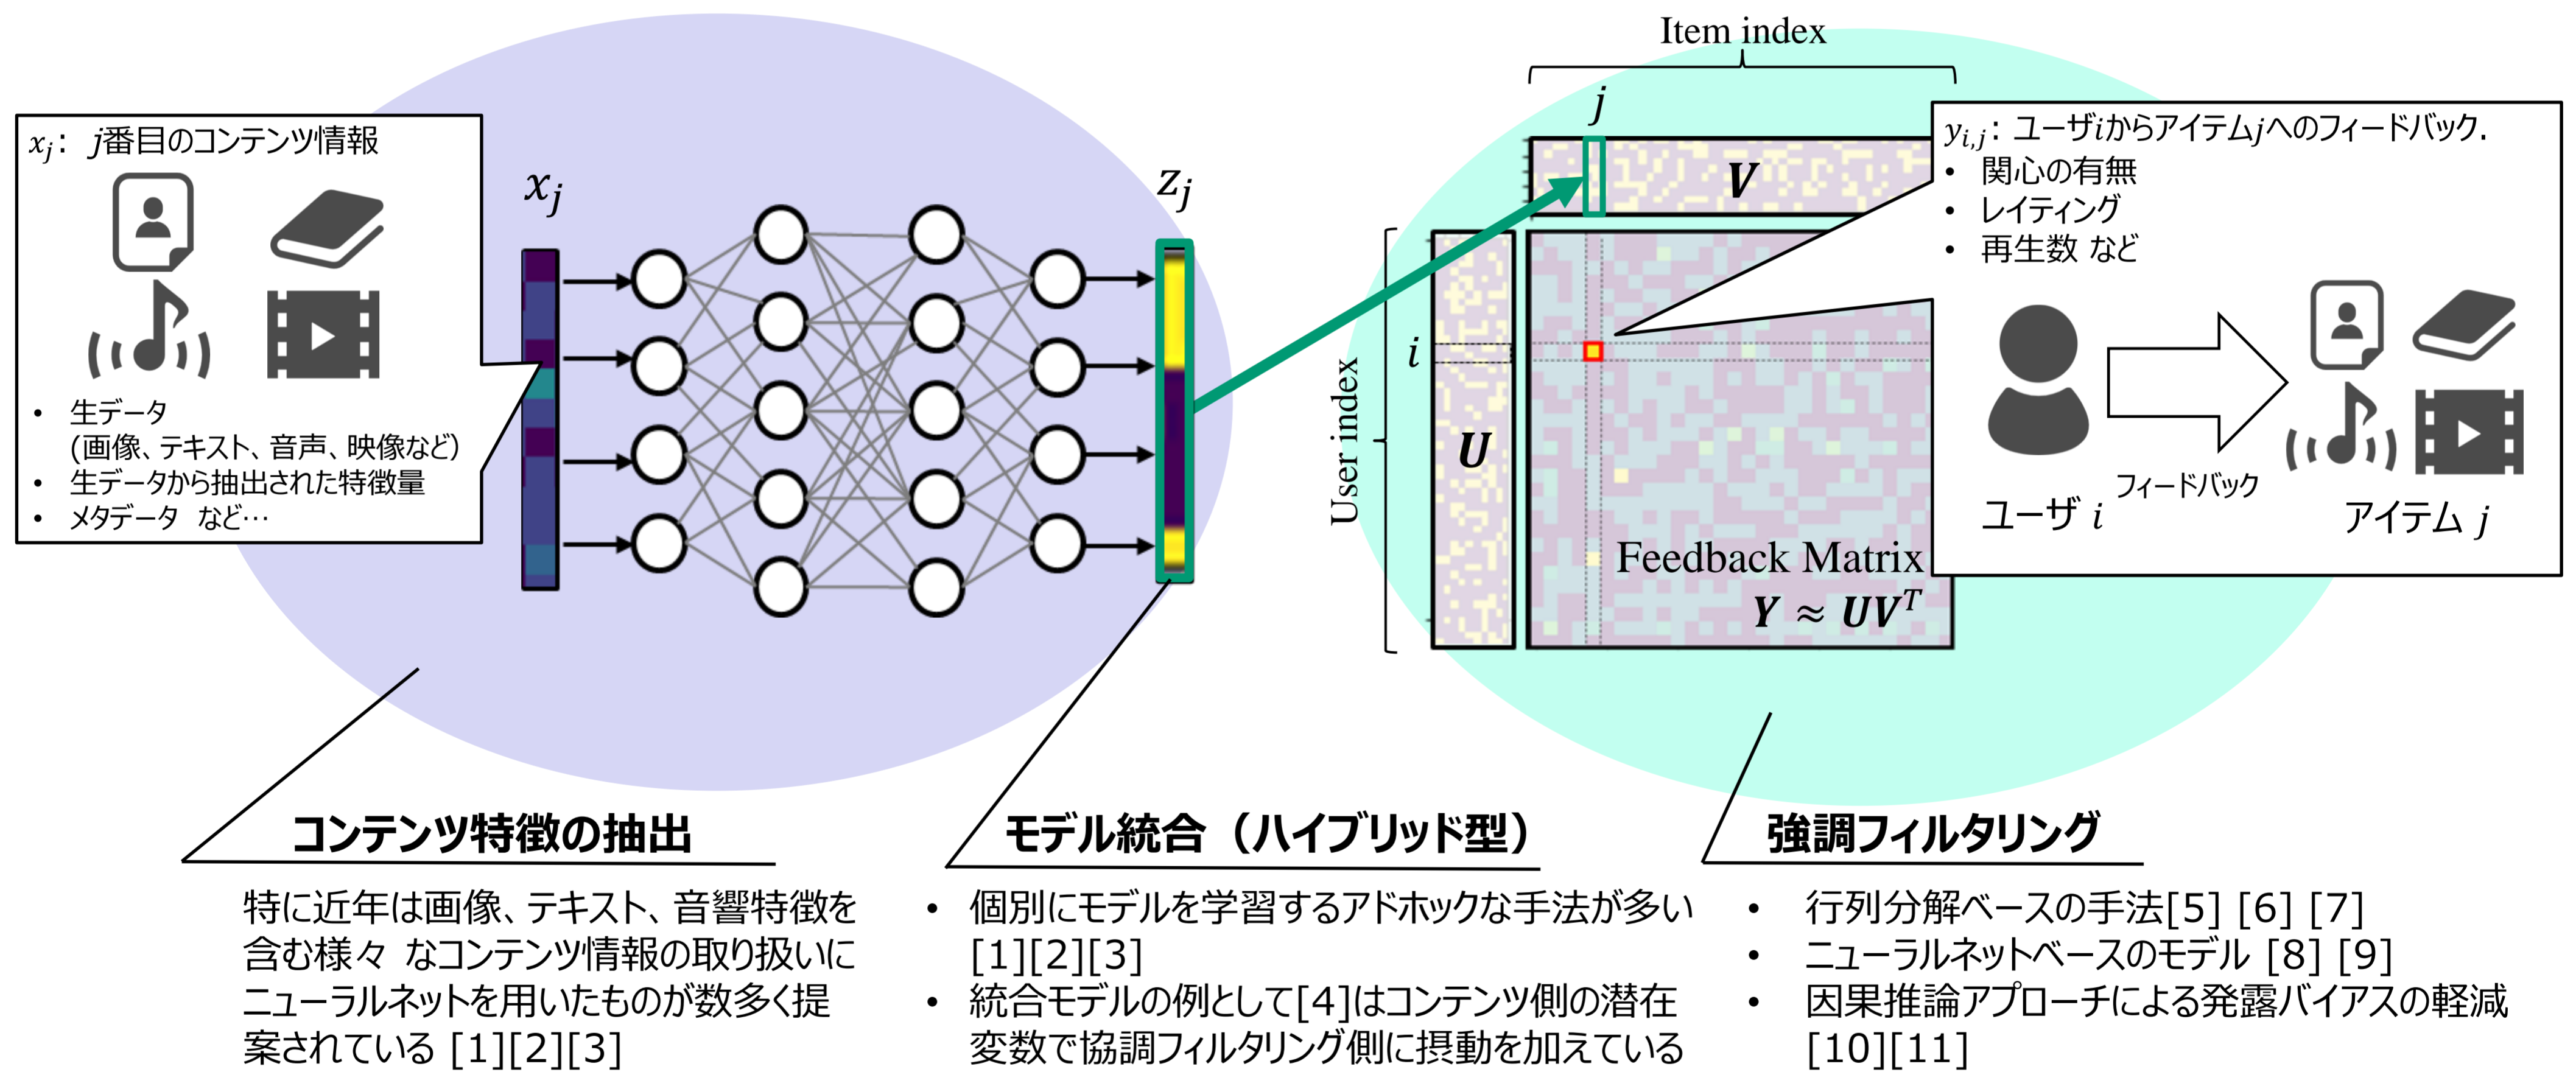 Item index
j
x_j: j番目のコンテンツ情報
• 生データ
(画像、テキスト、音声、映像など)
• 生データから抽出された特徴量
• メタデータ など…
x_j
z_j
V
i
User index
U
Feedback Matrix
Y ≈ UV^T
y_{i,j}: ユーザiからアイテムjへのフィードバック.
• 関心の有無
• レイティング
• 再生数 など
フィードバック
ユーザ i
アイテム j
コンテンツ特徴の抽出
特に近年は画像、テキスト、音響特徴を
含む様々 なコンテンツ情報の取り扱いに
ニューラルネットを用いたものが数多く提
案されている [1][2][3]
モデル統合（ハイブリッド型）
• 個別にモデルを学習するアドホックな手法が多い
[1][2][3]
• 統合モデルの例として[4]はコンテンツ側の潜在
変数で協調フィルタリング側に摂動を加えている
強調フィルタリング
• 行列分解ベースの手法[5] [6] [7]
• ニューラルネットベースのモデル [8] [9]
• 因果推論アプローチによる発露バイアスの軽減
[10][11]